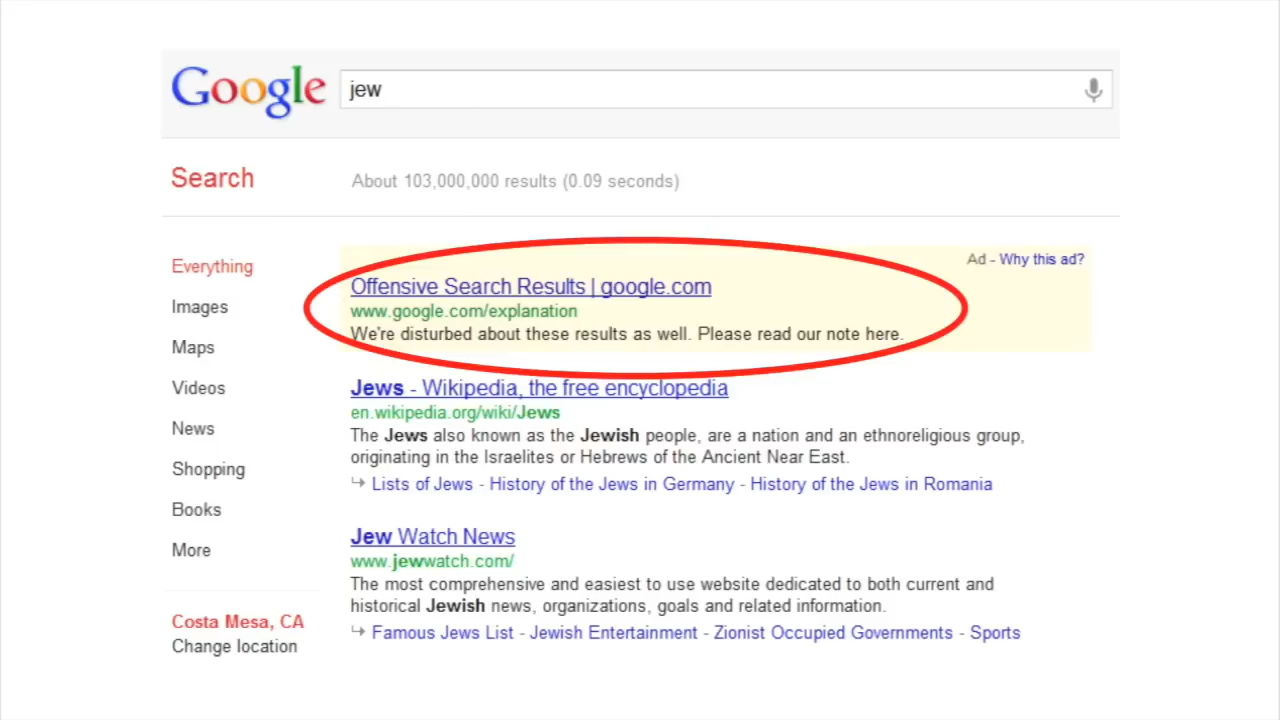 Google
jew
Search
About 103,000,000 results (0.09 seconds)
Everything
Images
Maps
Videos
News
Shopping
Books
More
Costa Mesa, CA
Change location
Ad - Why this ad?
Offensive Search Results | google.com
www.google.com/explanation
We're disturbed about these results as well. Please read our note here.
Jews - Wikipedia, the free encyclopedia
en.wikipedia.org/wiki/Jews
The Jews also known as the Jewish people, are a nation and an ethnoreligious group,
originating in the Israelites or Hebrews of the Ancient Near East.
Lists of Jews - History of the Jews in Germany - History of the Jews in Romania
Jew Watch News
www.jewwatch.com/
The most comprehensive and easiest to use website dedicated to both current and
historical Jewish news, organizations, goals and related information.
Famous Jews List - Jewish Entertainment - Zionist Occupied Governments - Sports